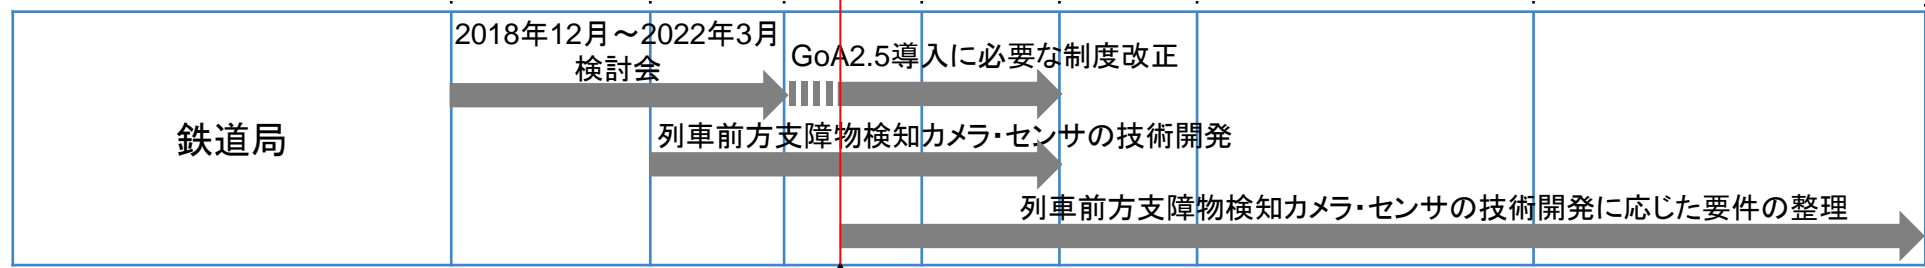 鉄道局
2018年12月～2022年3月
検討会
GoA2.5導入に必要な制度改正
列車前方支障物検知カメラ・センサの技術開発
列車前方支障物検知カメラ・センサの技術開発に応じた要件の整理